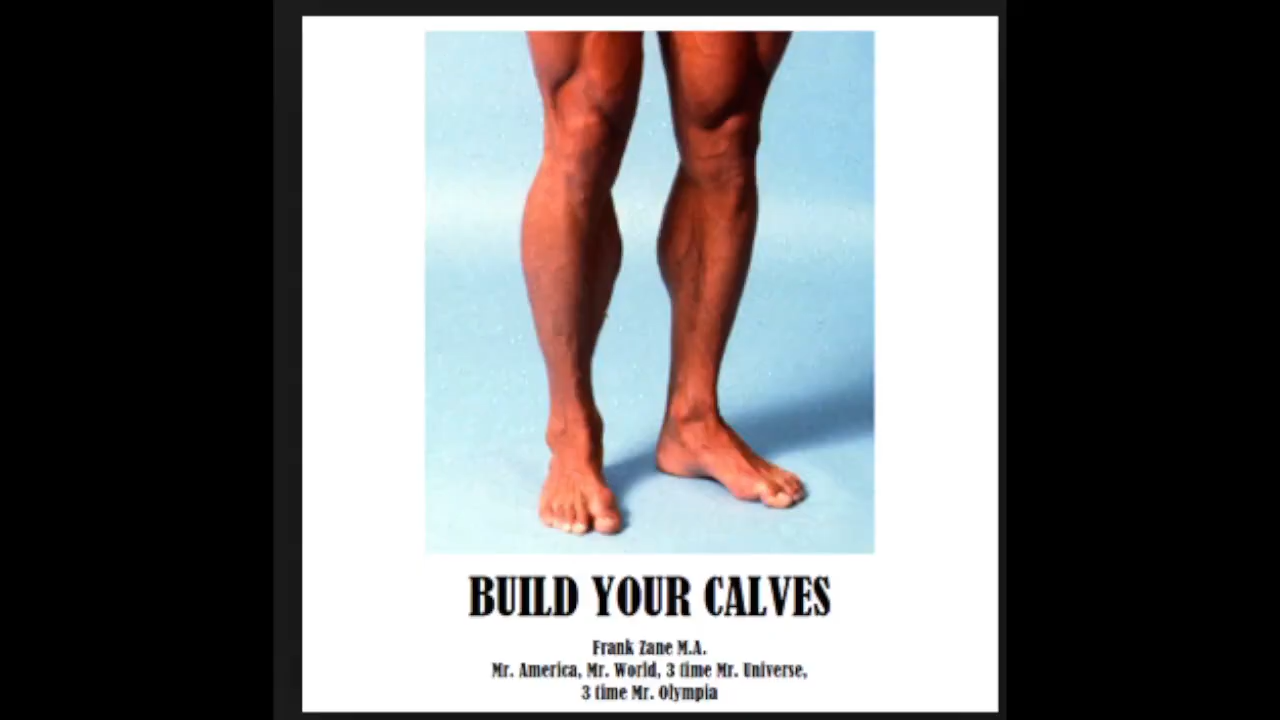 BUILD YOUR CALVES
Frank Zane M.A.
Mr. America, Mr. World, 3 time Mr. Universe,
3 time Mr. Olympia